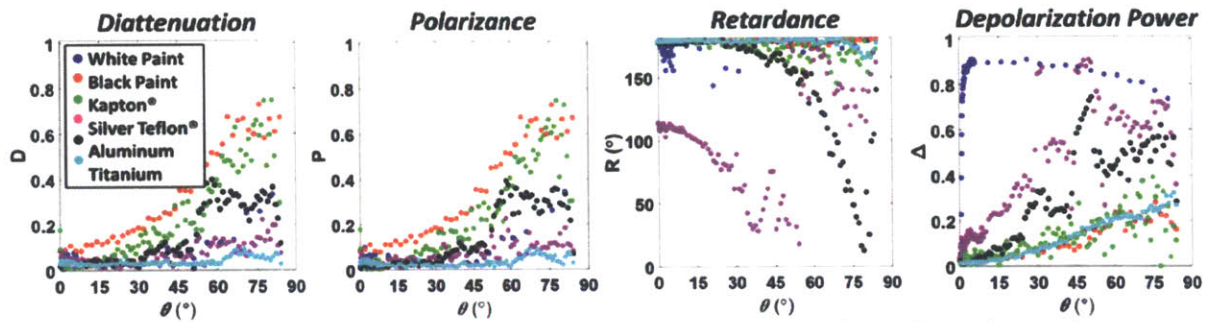 Diattenuation
D
1
0.8
0.6
0.4
0.2
0
White Paint
Black Paint
Kapton®
Silver Teflon®
Aluminum
Titanium
0 15 30 45 60 75 90
θ (°)
Polarizance
P
1
0.8
0.6
0.4
0.2
0
0 15 30 45 60 75 90
θ (°)
Retardance
R (°)
150
100
50
0
0 15 30 45 60 75 90
θ (°)
Depolarization Power
Δ
1
0.8
0.6
0.4
0.2
0
0 15 30 45 60 75 90
θ (°)